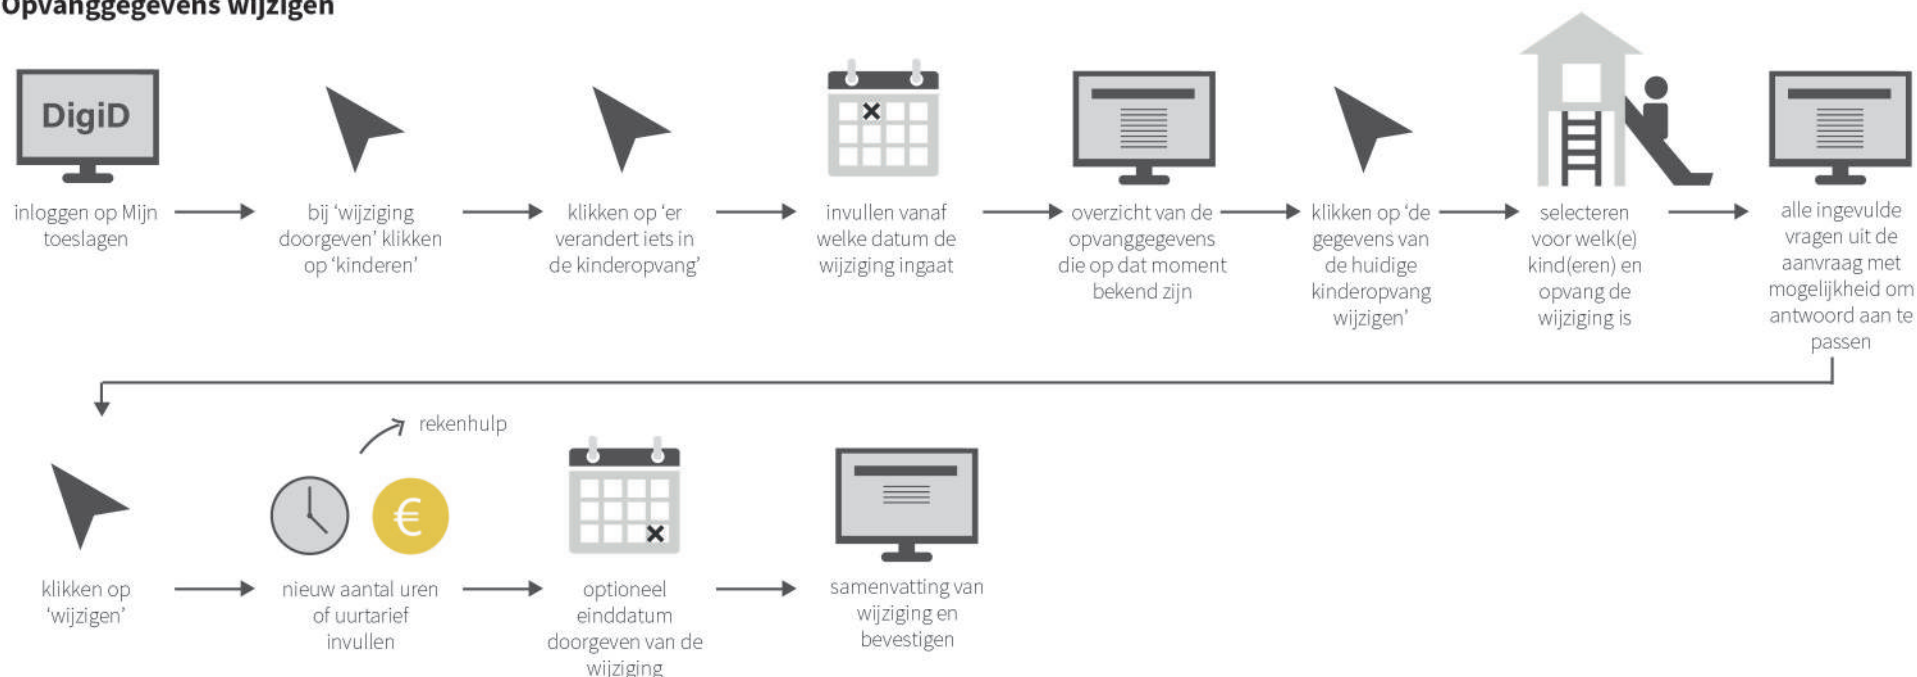 Opvanggegevens wijzigen
DigiD
inloggen op Mijn
toeslagen
bij ‘wijziging
doorgeven’ klikken
op ‘kinderen’
klikken op ‘er
verandert iets in
de kinderopvang’
invullen vanaf
welke datum de
wijziging ingaat
overzicht van de
opvanggegevens
die op dat moment
bekend zijn
klikken op ‘de
gegevens van
de huidige
kinderopvang
wijzigen’
selecteren
voor welk(e)
kind(eren) en
opvang de
wijziging is
alle ingevulde
vragen uit de
aanvraag met
mogelijkheid om
antwoord aan te
passen
klikken op
‘wijzigen’
rekenhulp
€
nieuw aantal uren
of uurtarief
invullen
optioneel
einddatum
doorgeven van de
wijziging
samenvatting van
wijziging en
bevestigen